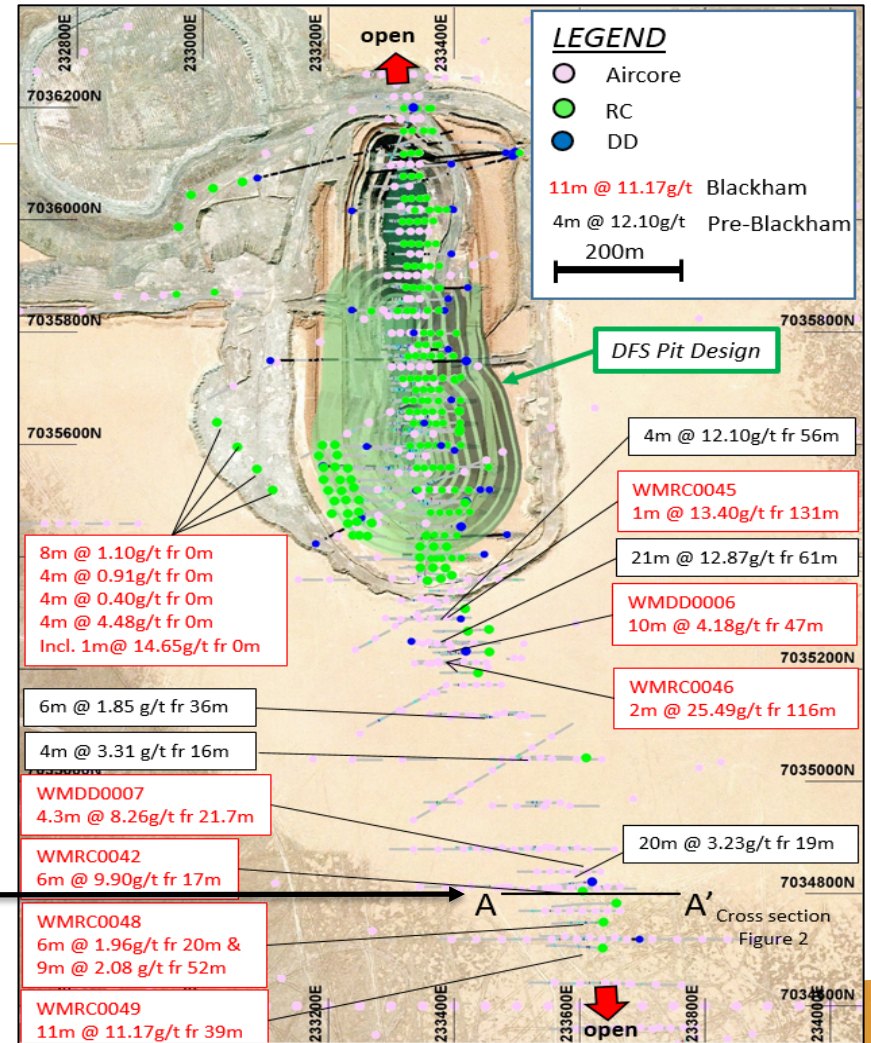 232800E
233000E
233200E
233400E
open
LEGEND
Aircore
RC
DD
11m @ 11.17g/t Blackham
4m @ 12.10g/t Pre-Blackham
200m
7036200N
7036000N
7035800N
7035800N
DFS Pit Design
7035600N
4m @ 12.10g/t fr 56m
WMRC0045
1m @ 13.40g/t fr 131m
21m @ 12.87g/t fr 61m
WMDD0006
10m @ 4.18g/t fr 47m
7035200N
WMRC0046
2m @ 25.49g/t fr 116m
8m @ 1.10g/t fr 0m
4m @ 0.91g/t fr 0m
4m @ 0.40g/t fr 0m
4m @ 4.48g/t fr 0m
Incl. 1m@ 14.65g/t fr 0m
6m @ 1.85 g/t fr 36m
4m @ 3.31 g/t fr 16m
7035000N
WMDD0007
4.3m @ 8.26g/t fr 21.7m
20m @ 3.23g/t fr 19m
WMRC0042
6m @ 9.90g/t fr 17m
7034800N
A A'
Cross section
Figure 2
WMRC0048
6m @ 1.96g/t fr 20m &
9m @ 2.08 g/t fr 52m
WMRC0049
11m @ 11.17g/t fr 39m
7034600N
233200E
233400E
233600E
233800E
234000E
open